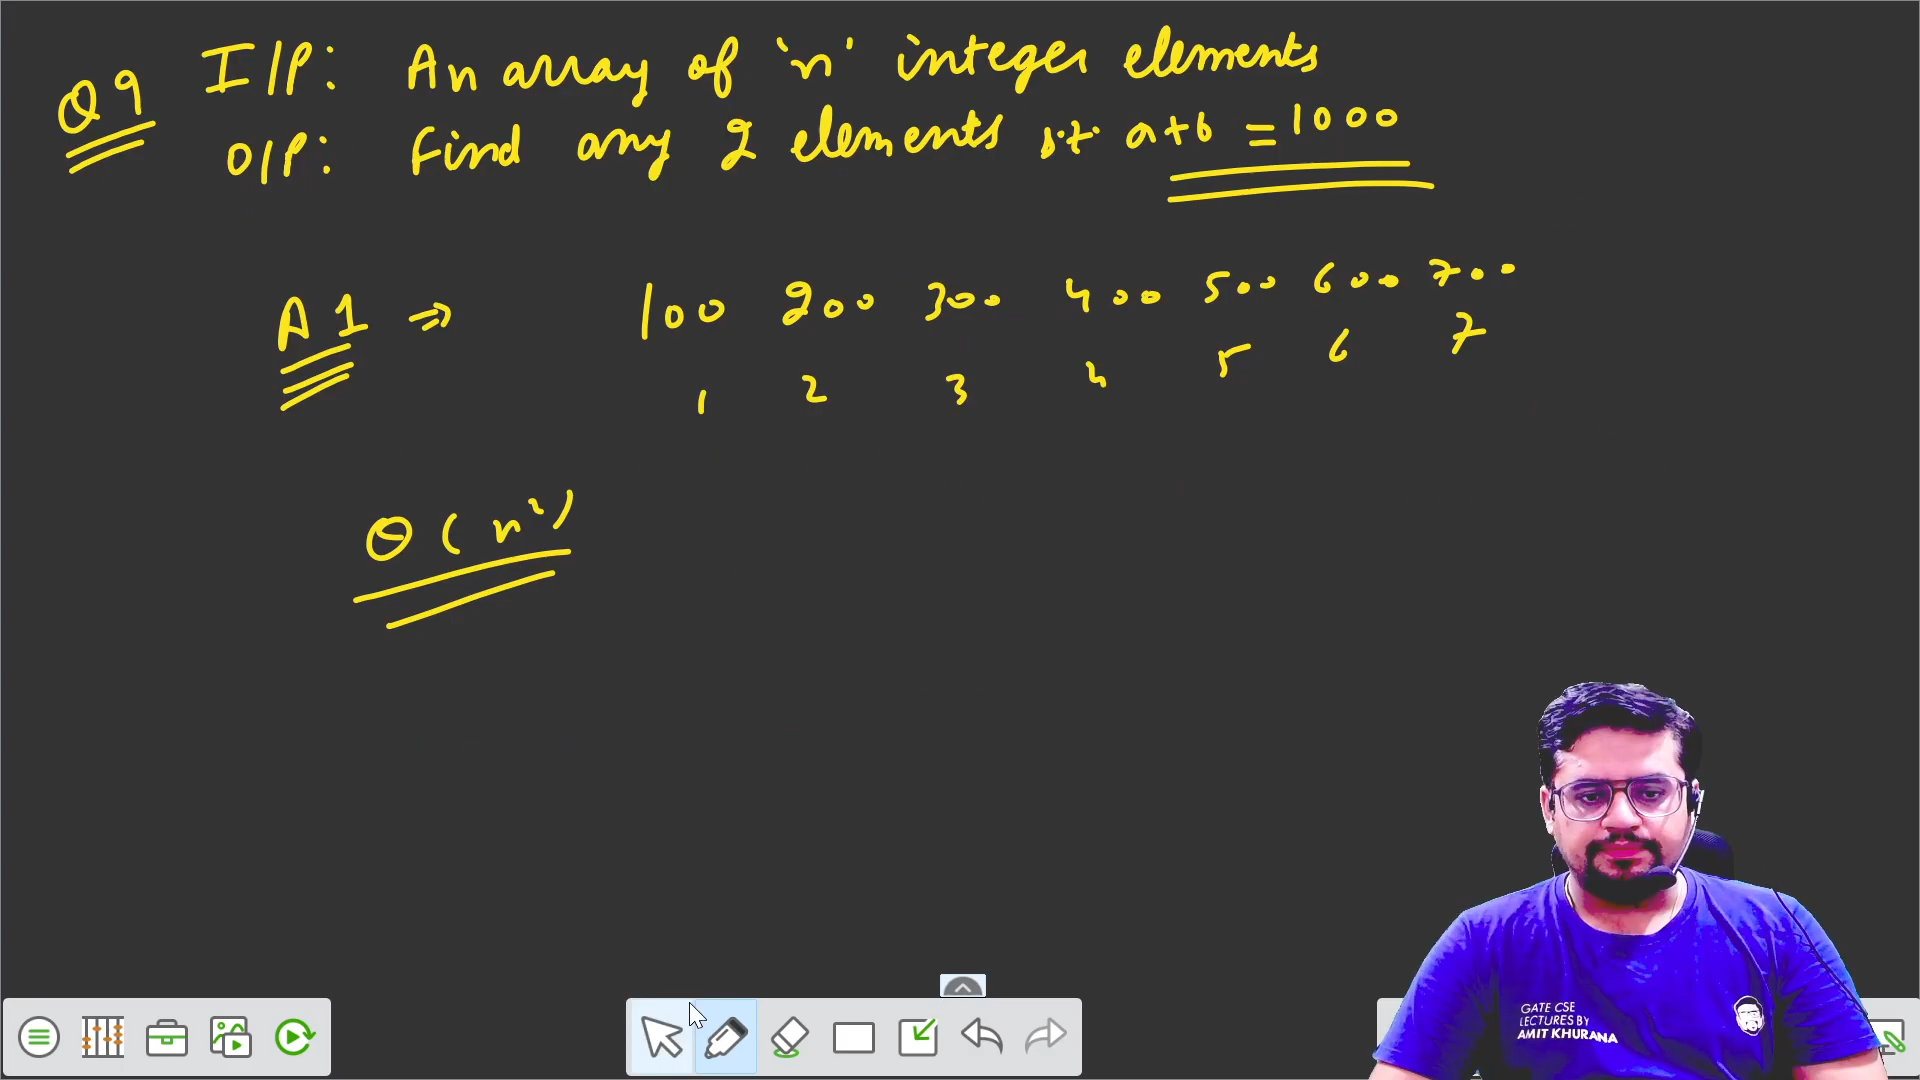 Q9 I/P: An array of 'n' integer elements
O/P: Find any 2 elements s.t. a+b = 1000
A1 ⇒ 100 200 300 400 500 600 700
1 2 3 4 5 6 7
Θ(n²)
GATE CSE
LECTURES BY
AMIT KHURANA